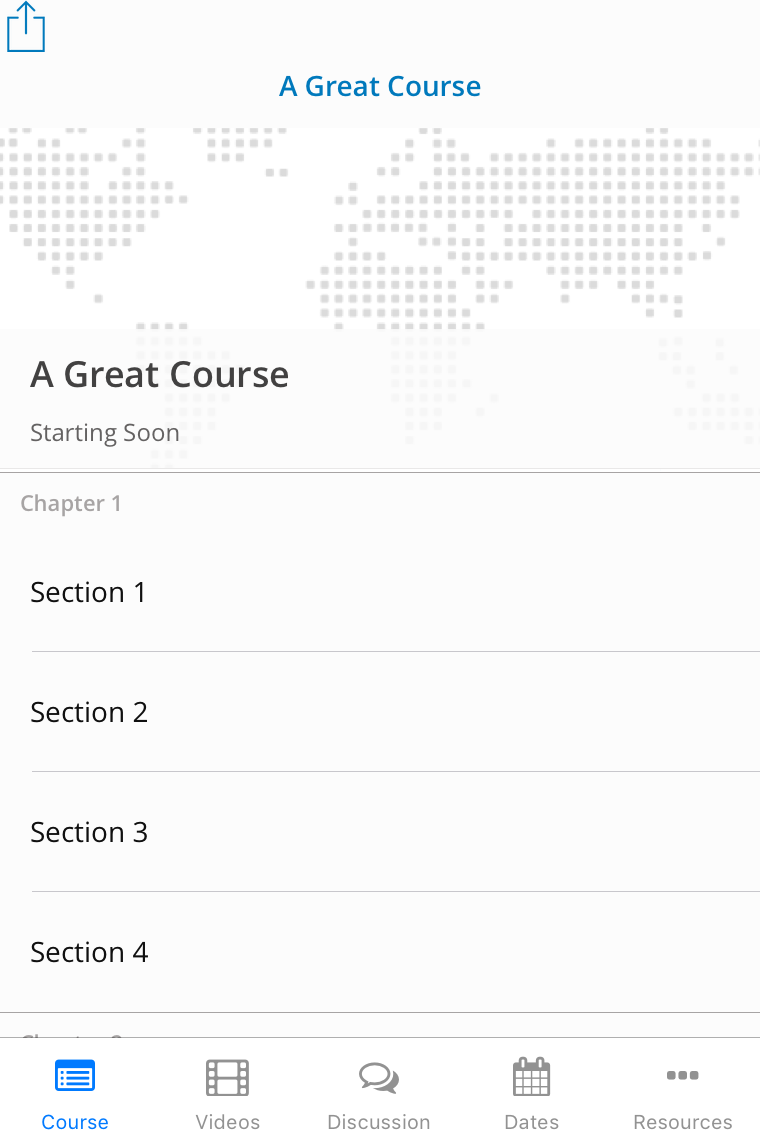 A Great Course
A Great Course
Starting Soon
Chapter 1
Section 1
Section 2
Section 3
Section 4
Course Videos Discussion Dates Resources